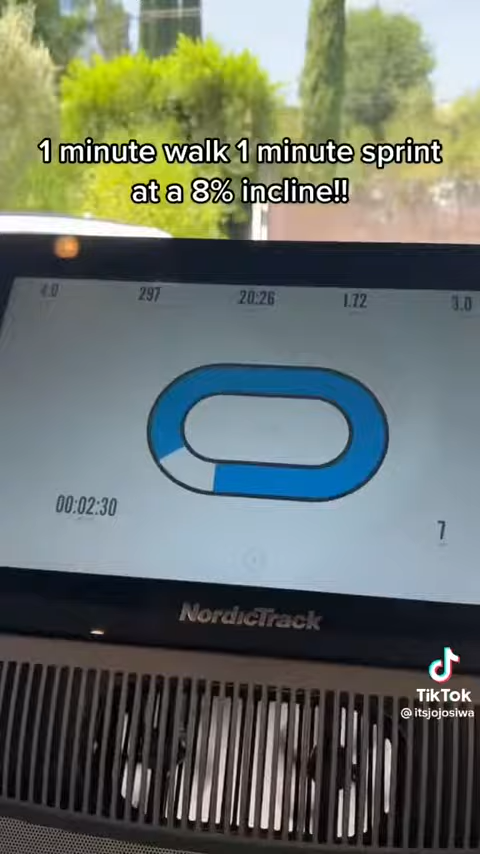 1 minute walk 1 minute sprint
at a 8% incline!!
4.0 297 20:26 1.72 3.0
00:02:30
7
NordicTrack
TikTok
@itsjojosiwa